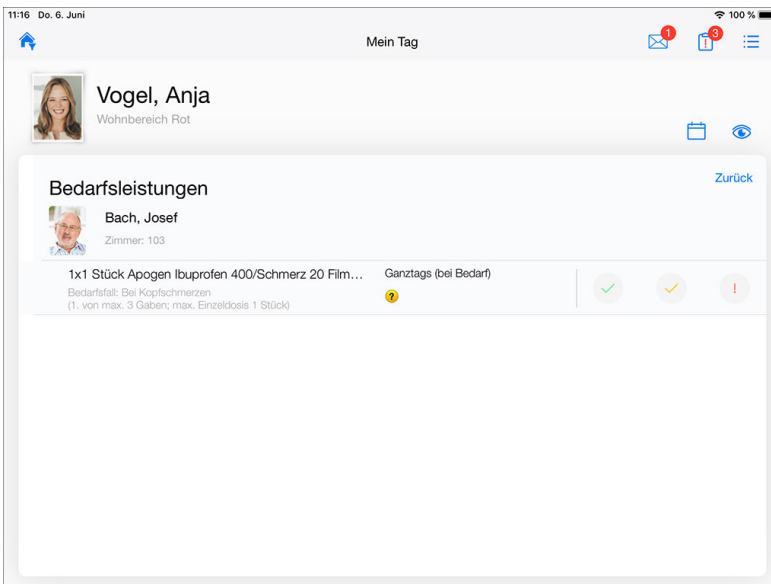 11:16 Do. 6. Juni
100 %
Mein Tag
1
3
Vogel, Anja
Wohnbereich Rot
Bedarfsleistungen
Zurück
Bach, Josef
Zimmer: 103
1x1 Stück Apogen Ibuprofen 400/Schmerz 20 Film…
Ganztags (bei Bedarf)
Bedarfsfall: Bei Kopfschmerzen
?
!
(1. von max. 3 Gaben; max. Einzeldosis 1 Stück)